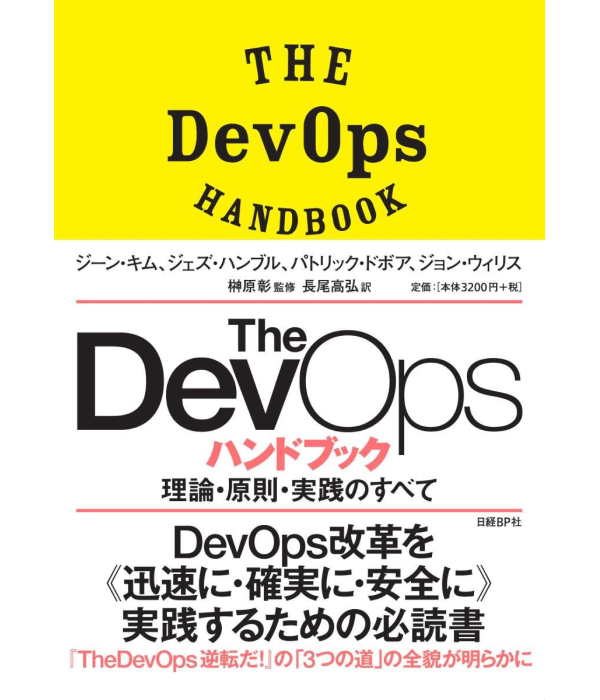 THE
DevOps
HANDBOOK
ジーン・キム、ジェズ・ハンブル、パトリック・ドボア、ジョン・ウィリス
榊原彰 監修 長尾高弘 訳 定価：[本体3200円＋税]
The
DevOps
ハンドブック
理論・原則・実践のすべて
日経BP社
DevOps改革を
《迅速に・確実に・安全に》
実践するための必読書
『TheDevOps 逆転だ!』の「3つの道」の全貌が明らかに